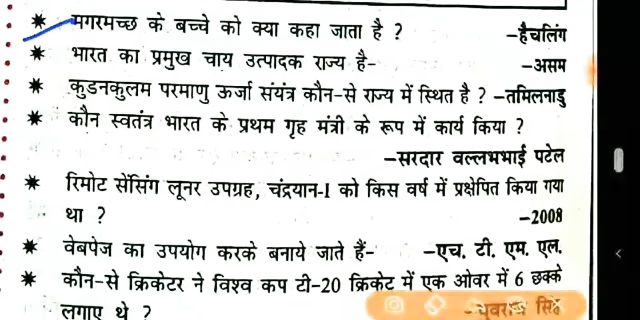 * मगरमच्छ के बच्चे को क्या कहा जाता है ? –हैचलिंग
* भारत का प्रमुख चाय उत्पादक राज्य है- –असम
* कुडनकुलम परमाणु ऊर्जा संयंत्र कौन-से राज्य में स्थित है ? –तमिलनाडु
* कौन स्वतंत्र भारत के प्रथम गृह मंत्री के रूप में कार्य किया ?
–सरदार वल्लभभाई पटेल
* रिमोट सेंसिंग लूनर उपग्रह, चंद्रयान-I को किस वर्ष में प्रक्षेपित किया गया
था ? –2008
* वेबपेज का उपयोग करके बनाये जाते हैं- –एच. टी. एम. एल.
* कौन-से क्रिकेटर ने विश्व कप टी-20 क्रिकेट में एक ओवर में 6 छक्के
लगाए थे ? –युवराज सिंह